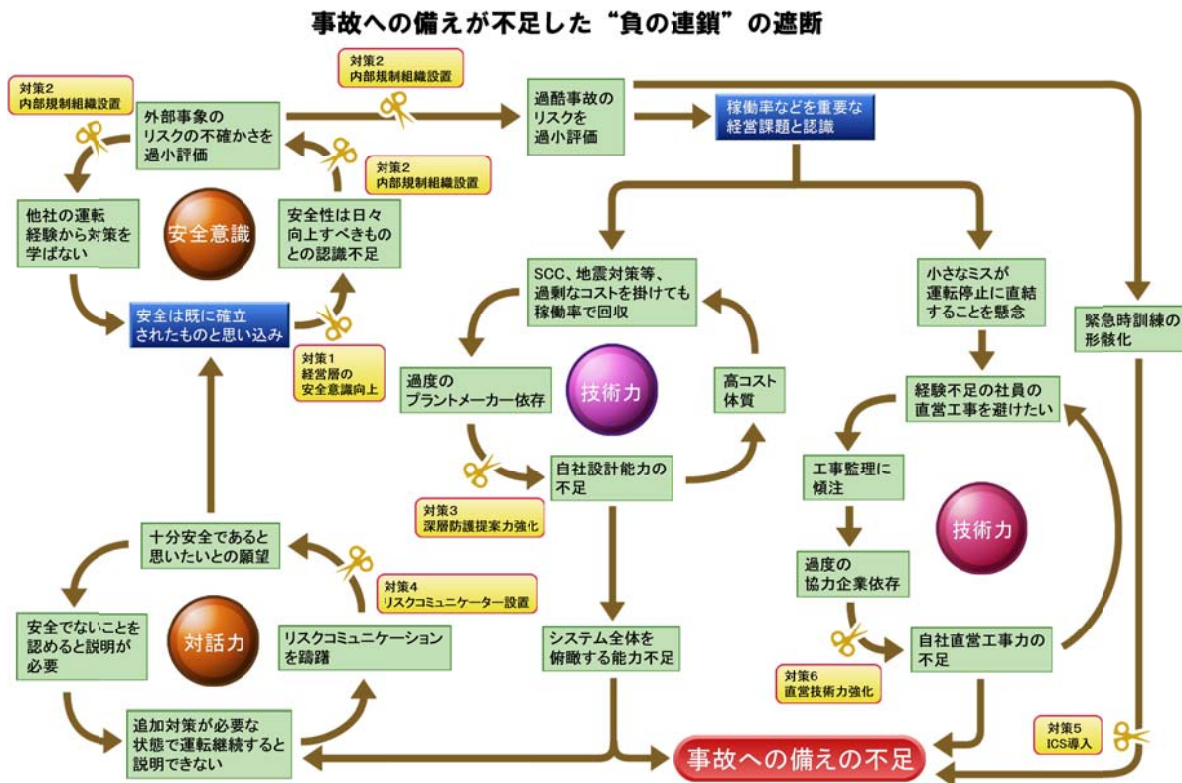 事故への備えが不足した“負の連鎖”の遮断
対策2
内部規制組織設置
対策2
内部規制組織設置
外部事象の
リスクの不確かさを
過小評価
過酷事故の
リスクを
過小評価
稼働率などを重要な
経営課題と認識
対策2
内部規制組織設置
他社の運転
経験から対策を
学ばない
安全意識
安全性は日々
向上すべきもの
との認識不足
安全は既に確立
されたものと思い込み
対策1
経営層の
安全意識向上
SCC、地震対策等、
過剰なコストを掛けても
稼働率で回収
小さなミスが
運転停止に直結
することを懸念
緊急時訓練の
形骸化
過度の
プラントメーカー依存
技術力
高コスト
体質
経験不足の社員の
直営工事を避けたい
自社設計能力の
不足
対策3
深層防護提案力強化
工事監理に
傾注
技術力
過度の
協力企業依存
十分安全であると
思いたいとの願望
対策4
リスクコミュニケーター設置
安全でないことを
認めると説明が
必要
対話力
リスクコミュニケーション
を躊躇
システム全体を
俯瞰する能力不足
自社直営工事力の
不足
対策6
直営技術力強化
追加対策が必要な
状態で運転継続すると
説明できない
事故への備えの不足
対策5
ICS導入